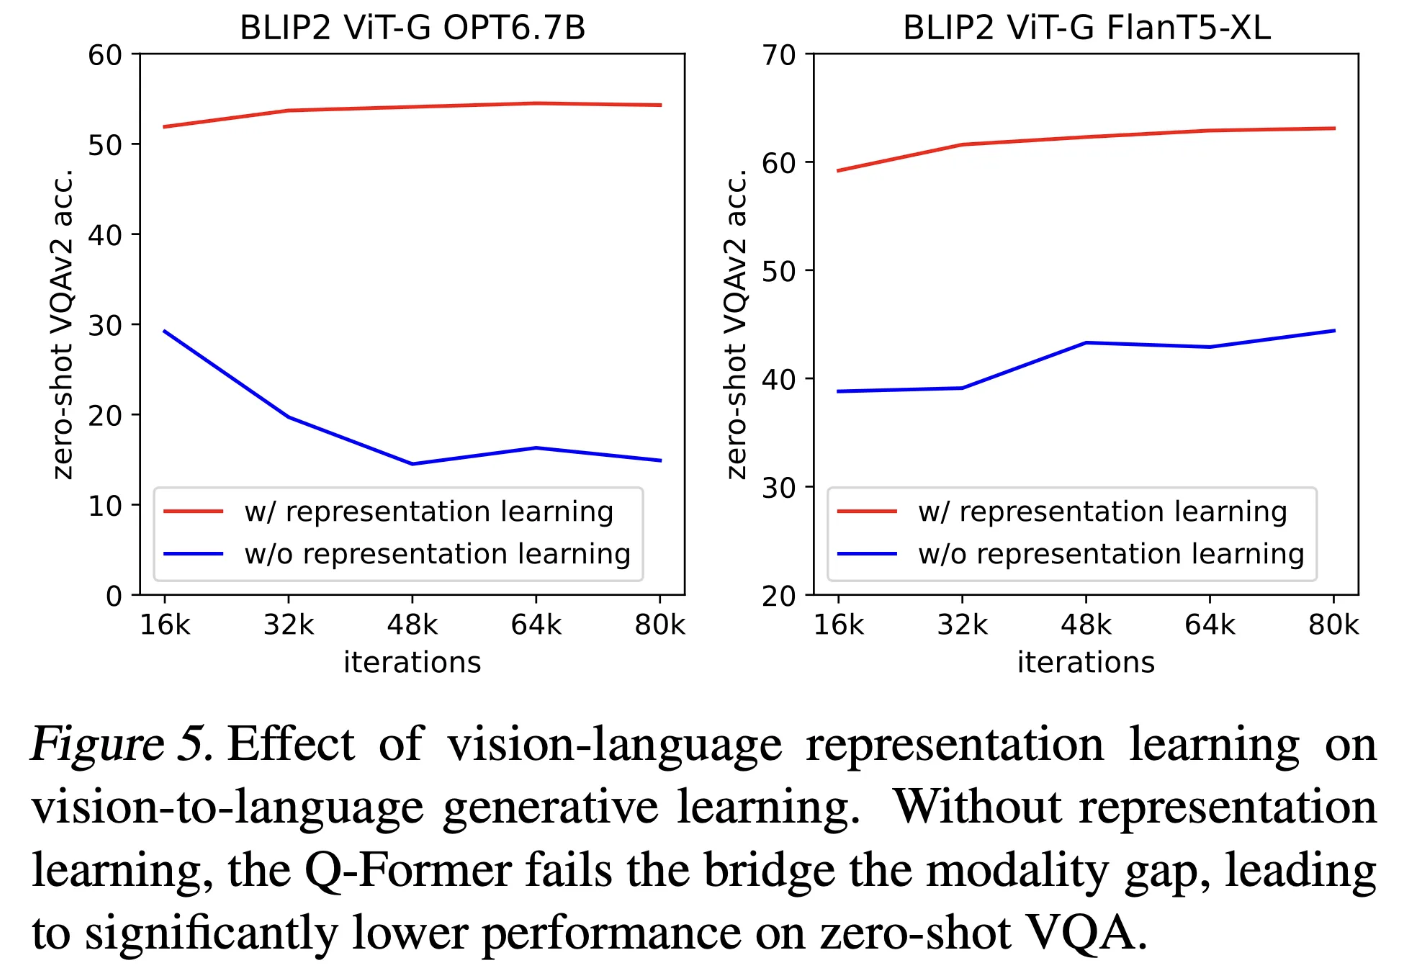 BLIP2 ViT-G OPT6.7B
60
50
40
30
20
10
0
zero-shot VQAv2 acc.
w/ representation learning
w/o representation learning
16k 32k 48k 64k 80k
iterations
BLIP2 ViT-G FlanT5-XL
70
60
50
40
30
20
zero-shot VQAv2 acc.
w/ representation learning
w/o representation learning
16k 32k 48k 64k 80k
iterations
Figure 5. Effect of vision-language representation learning on
vision-to-language generative learning. Without representation
learning, the Q-Former fails the bridge the modality gap, leading
to significantly lower performance on zero-shot VQA.